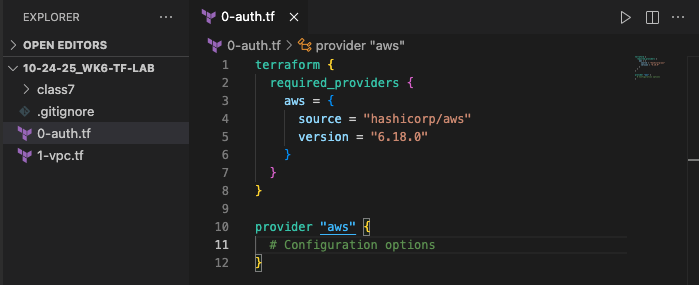 EXPLORER
...
OPEN EDITORS
10-24-25_WK6-TF-LAB
class7
.gitignore
0-auth.tf
1-vpc.tf
0-auth.tf
0-auth.tf > provider "aws"
1 terraform {
2 required_providers {
3 aws = {
4 source = "hashicorp/aws"
5 version = "6.18.0"
6 }
7 }
8 }
9
10 provider "aws" {
11 # Configuration options
12 }